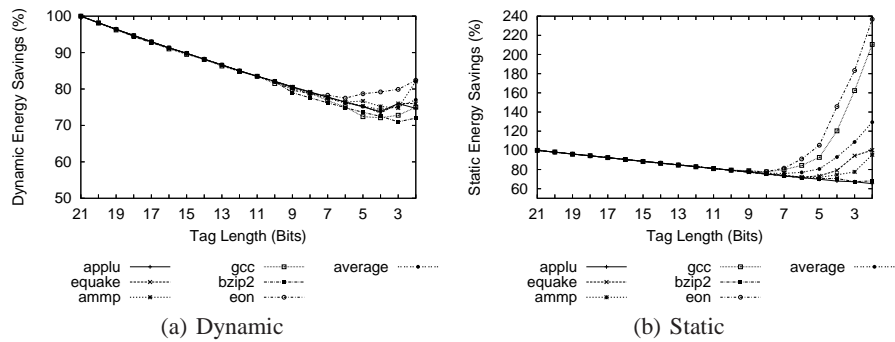 Dynamic Energy Savings (%)
100
90
80
70
60
50
21 19 17 15 13 11 9 7 5 3
Tag Length (Bits)
applu
equake
ammp
gcc
bzip2
eon
average
(a) Dynamic
Static Energy Savings (%)
240
220
200
180
160
140
120
100
80
60
21 19 17 15 13 11 9 7 5 3
Tag Length (Bits)
applu
equake
ammp
gcc
bzip2
eon
average
(b) Static